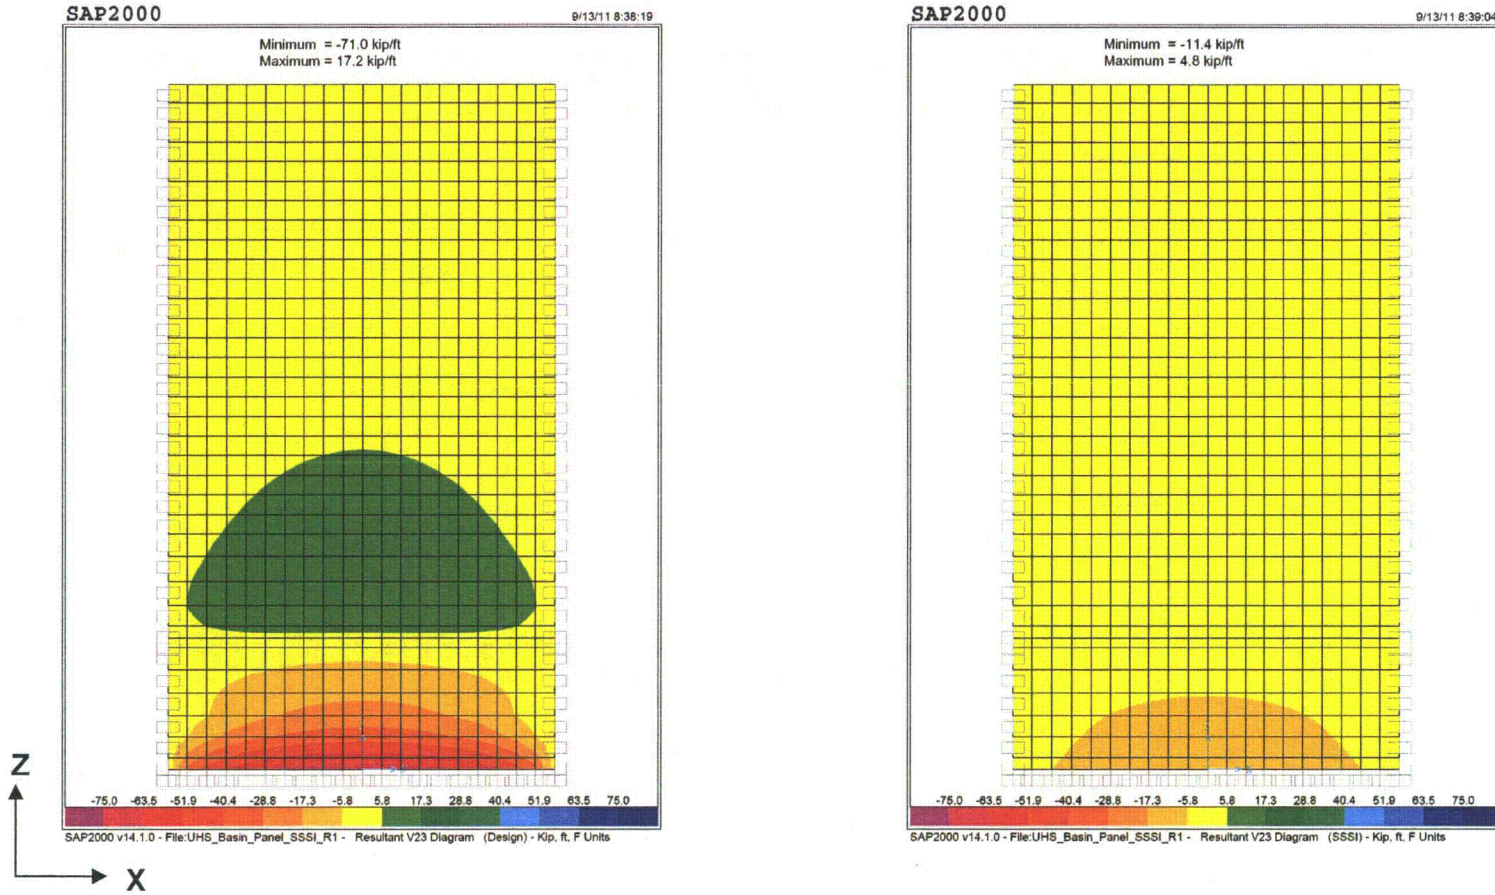 SAP2000
9/13/11 8:38:19
Minimum = -71.0 kip/ft
Maximum = 17.2 kip/ft
-75.0 -63.5 -51.9 -40.4 -28.8 -17.3 -5.8 5.8 17.3 28.8 40.4 51.9 63.5 75.0
SAP2000 v14.1.0 - File:UHS_Basin_Panel_SSSI_R1 - Resultant V23 Diagram (Design) - Kip, ft, F Units
SAP2000
9/13/11 8:39:04
Minimum = -11.4 kip/ft
Maximum = 4.8 kip/ft
-75.0 -63.5 -51.9 -40.4 -28.8 -17.3 -5.8 5.8 17.3 28.8 40.4 51.9 63.5 75.0
SAP2000 v14.1.0 - File:UHS_Basin_Panel_SSSI_R1 - Resultant V23 Diagram (SSSI) - Kip, ft, F Units
Z
X